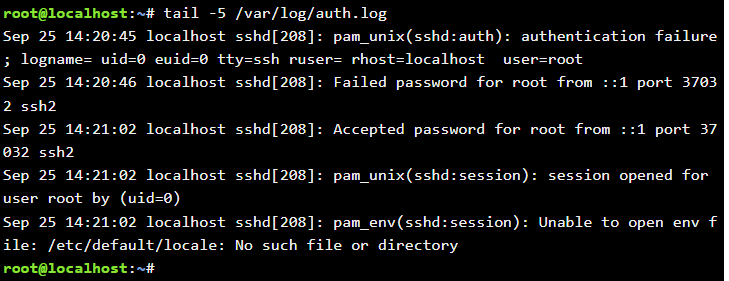 root@localhost:~# tail -5 /var/log/auth.log
Sep 25 14:20:45 localhost sshd[208]: pam_unix(sshd:auth): authentication failure
; logname= uid=0 euid=0 tty=ssh ruser= rhost=localhost  user=root
Sep 25 14:20:46 localhost sshd[208]: Failed password for root from ::1 port 3703
2 ssh2
Sep 25 14:21:02 localhost sshd[208]: Accepted password for root from ::1 port 37
032 ssh2
Sep 25 14:21:02 localhost sshd[208]: pam_unix(sshd:session): session opened for
user root by (uid=0)
Sep 25 14:21:02 localhost sshd[208]: pam_env(sshd:session): Unable to open env f
ile: /etc/default/locale: No such file or directory
root@localhost:~#